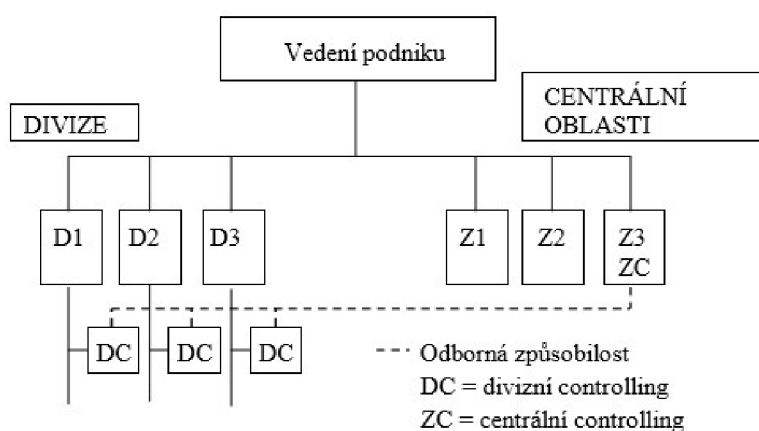 Vedení podniku
DIVIZE
CENTRÁLNÍ
OBLASTI
D1 D2 D3 Z1 Z2 Z3
ZC
DC DC DC
Odborná způsobilost
DC = divizní controlling
ZC = centrální controlling